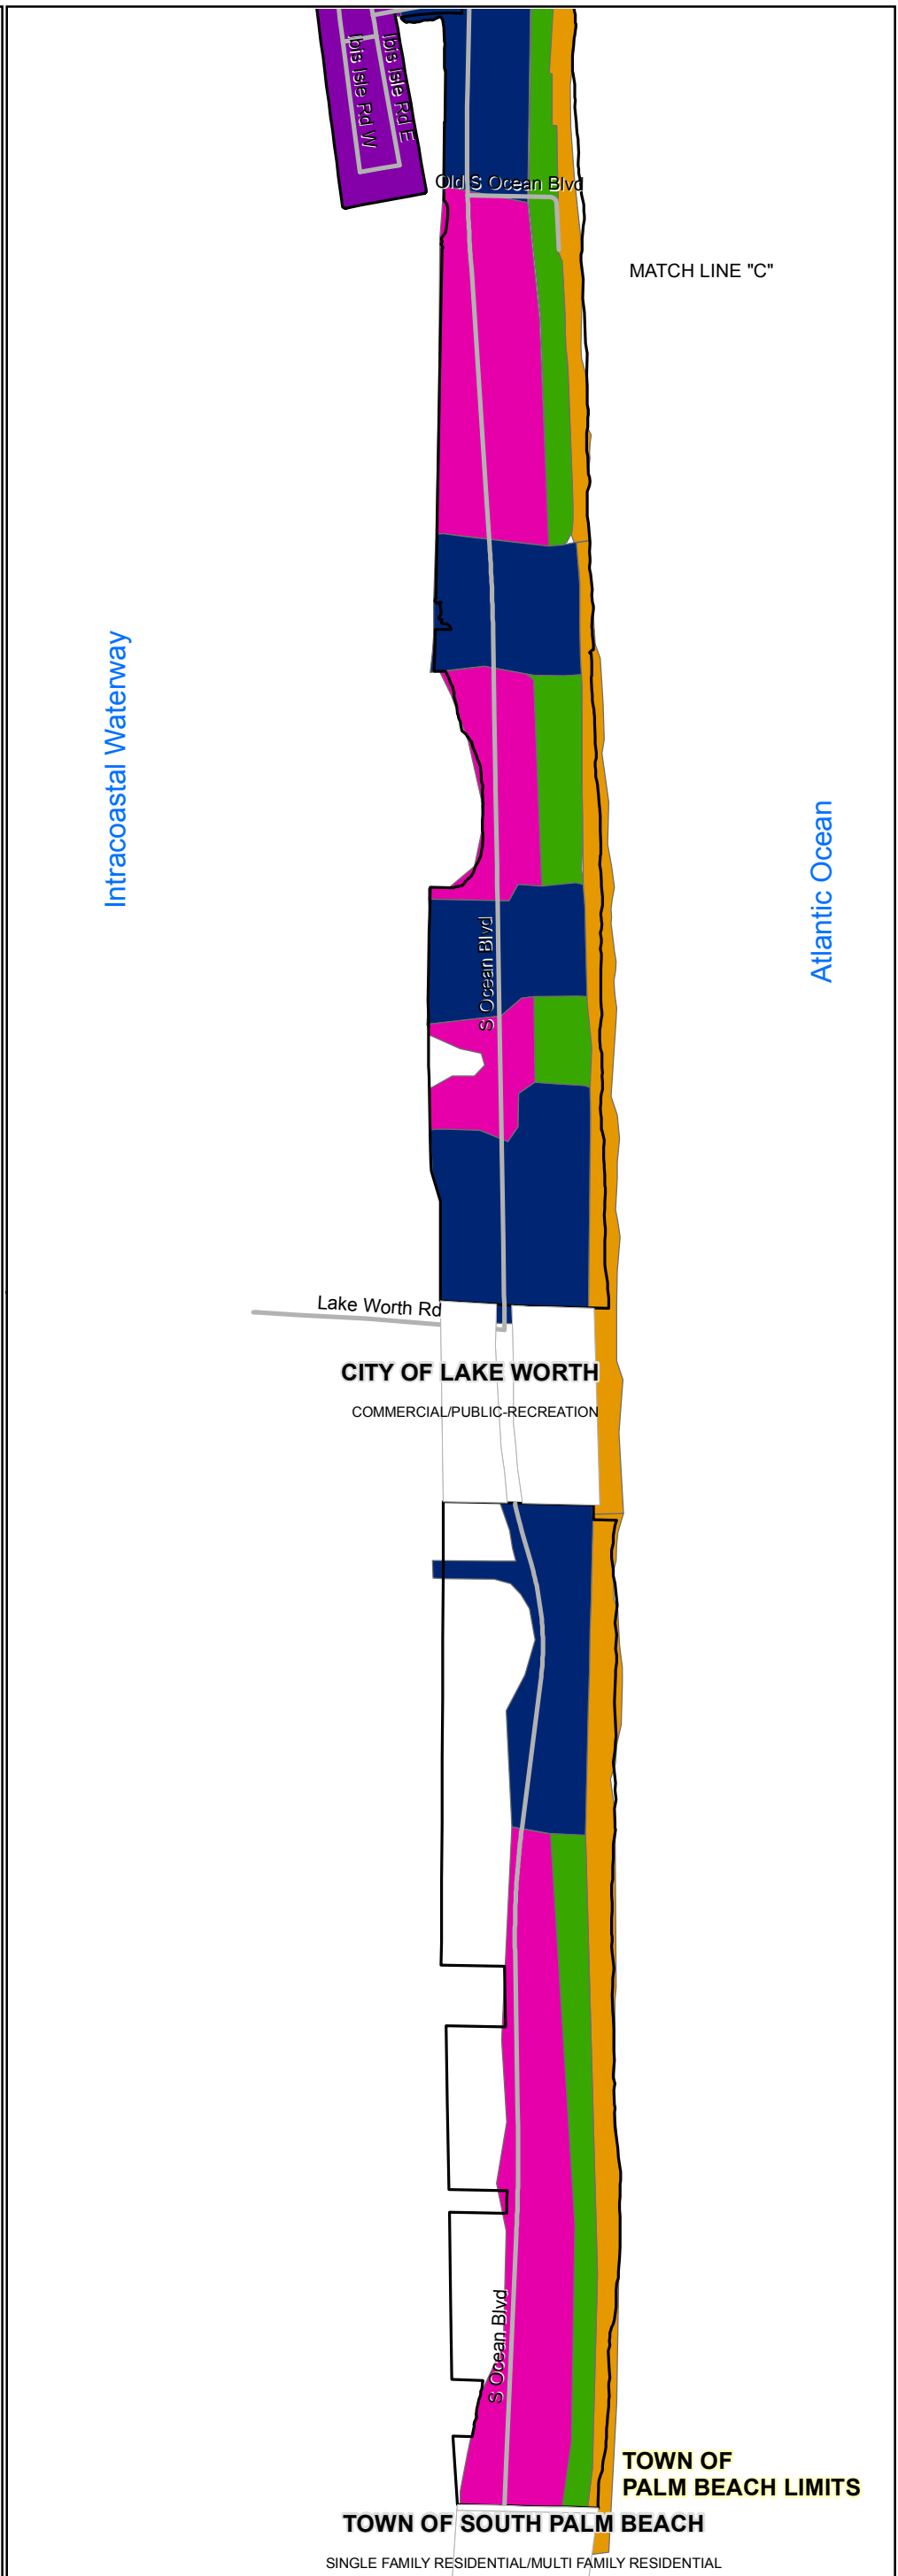 Ibis Isle Rd W
Ibis Isle Rd E
Old S Ocean Blvd
MATCH LINE "C"
Intracoastal Waterway
Atlantic Ocean
S Ocean Blvd
Lake Worth Rd
CITY OF LAKE WORTH
COMMERCIAL/PUBLIC-RECREATION
S Ocean Blvd
TOWN OF
PALM BEACH LIMITS
TOWN OF SOUTH PALM BEACH
SINGLE FAMILY RESIDENTIAL/MULTI FAMILY RESIDENTIAL